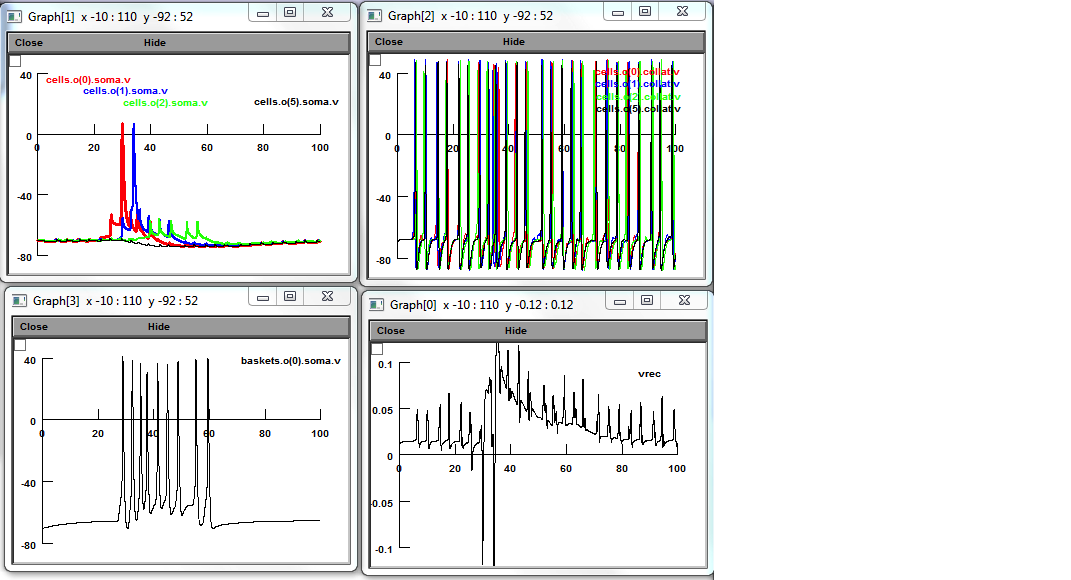 Graph[1] x -10 : 110 y -92 : 52
Close Hide
40
cells.o(0).soma.v
cells.o(1).soma.v
cells.o(2).soma.v
cells.o(5).soma.v
0
0 20 40 60 80 100
-40
-80
Graph[2] x -10 : 110 y -92 : 52
Close Hide
40
cells.o(0).collat.v
cells.o(1).collat.v
cells.o(2).collat.v
cells.o(5).collat.v
0
0 20 40 60 80 100
-40
-80
Graph[3] x -10 : 110 y -92 : 52
Close Hide
40
baskets.o(0).soma.v
0
0 20 40 60 80 100
-40
-80
Graph[0] x -10 : 110 y -0.12 : 0.12
Close Hide
0.1
vrec
0.05
0
0 20 40 60 80 100
-0.05
-0.1